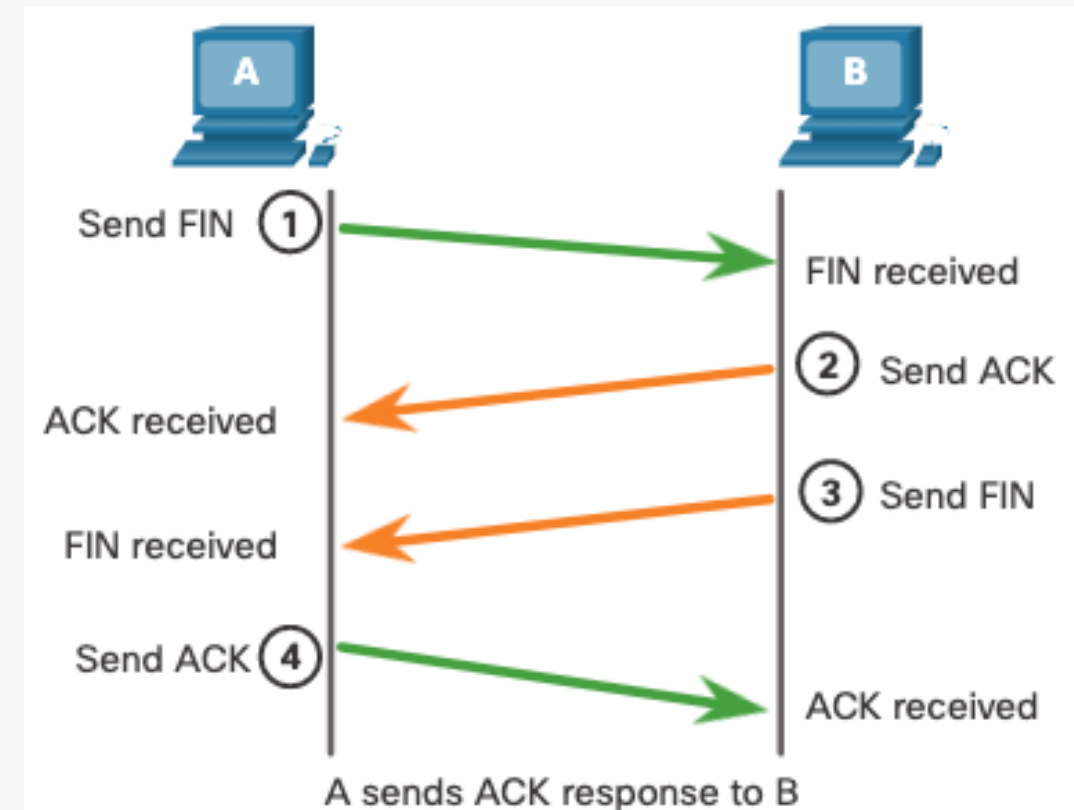 A
B
Send FIN 1
FIN received
2 Send ACK
ACK received
3 Send FIN
FIN received
Send ACK 4
ACK received
A sends ACK response to B